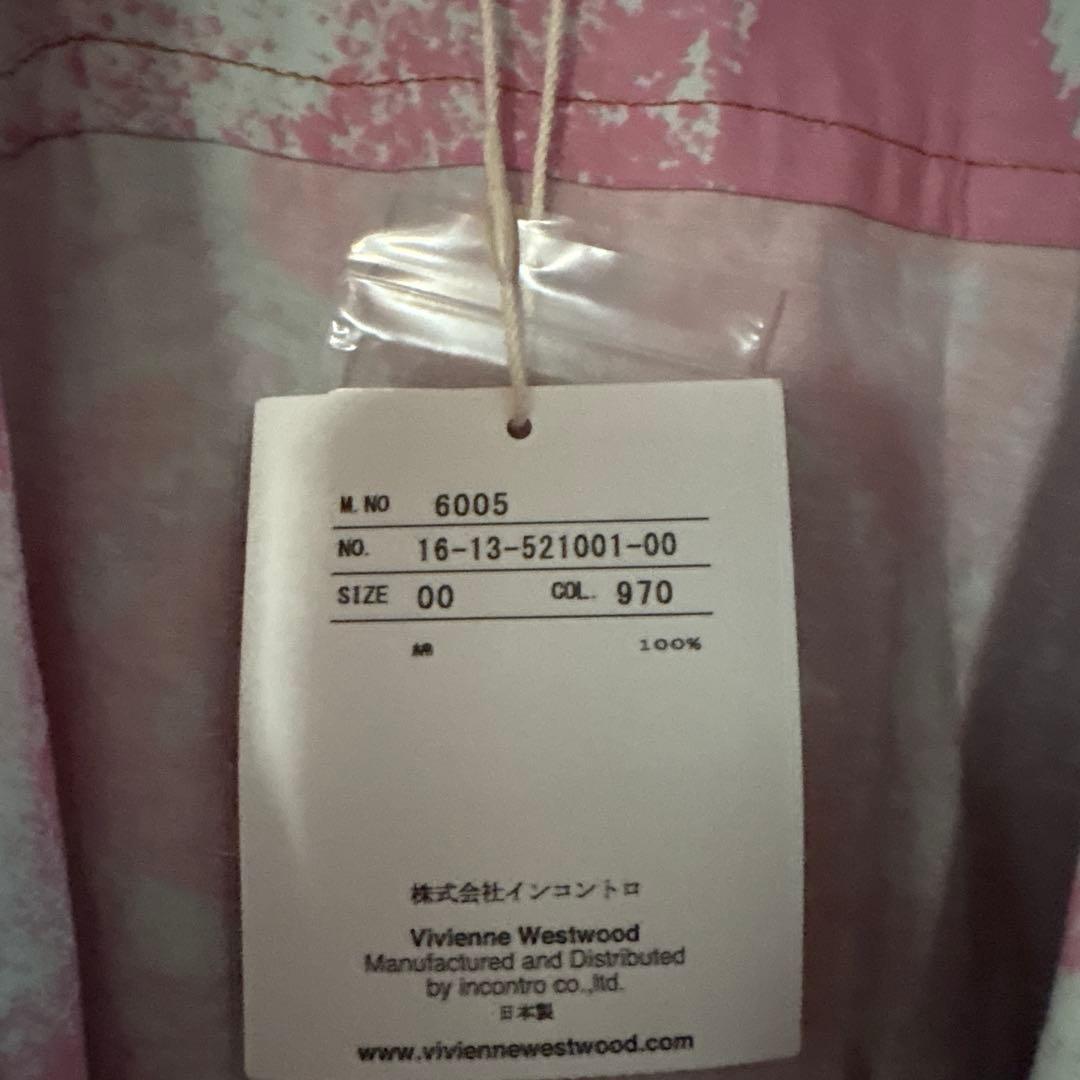 M. NO 6005
NO. 16-13-521001-00
SIZE 00 COL. 970
綿 100%
株式会社インコントロ
Vivienne Westwood
Manufactured and Distributed
by incontro co.,ltd.
日本製
www.viviennewestwood.com